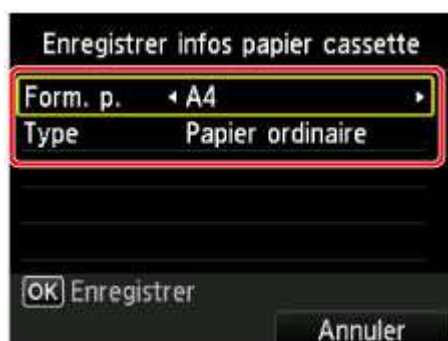 Enregistrer infos papier cassette
Form. p. A4
Type Papier ordinaire
OK Enregistrer
Annuler